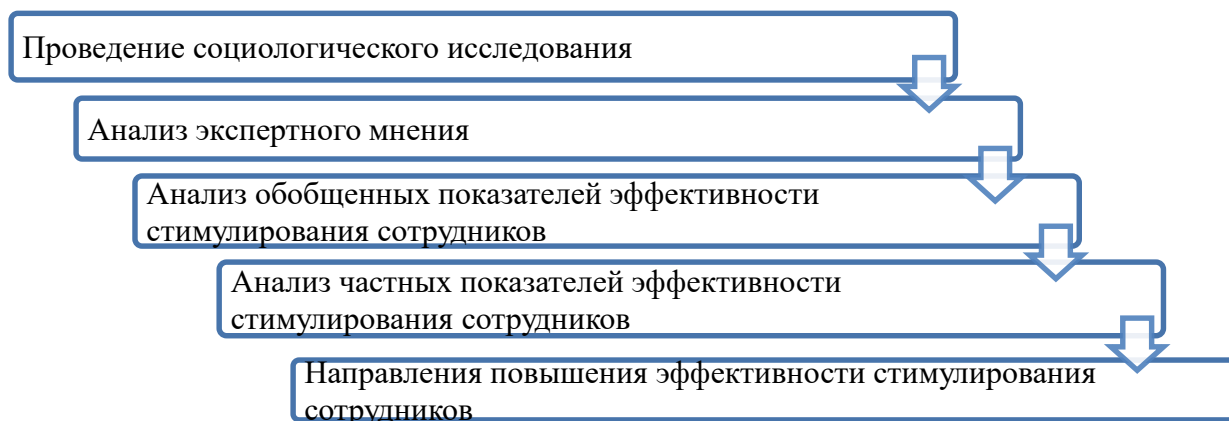 Проведение социологического исследования
Анализ экспертного мнения
Анализ обобщенных показателей эффективности
стимулирования сотрудников
Анализ частных показателей эффективности
стимулирования сотрудников
Направления повышения эффективности стимулирования
сотрудников